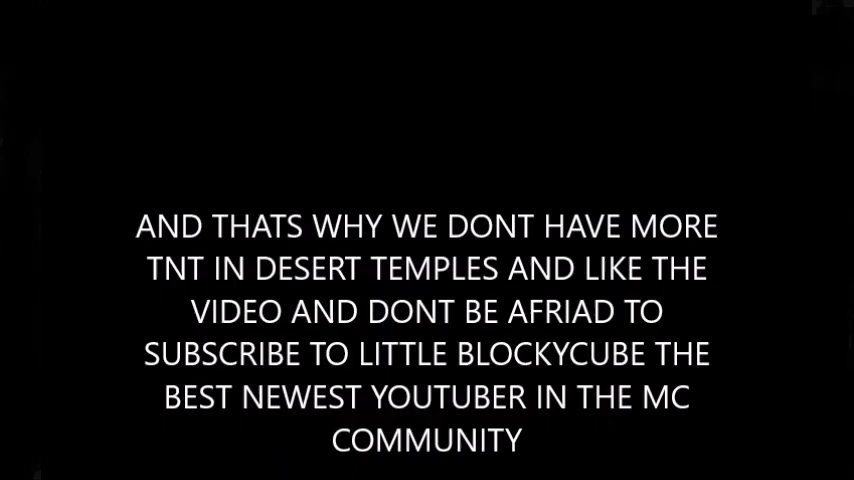 AND THATS WHY WE DONT HAVE MORE
TNT IN DESERT TEMPLES AND LIKE THE
VIDEO AND DONT BE AFRIAD TO
SUBSCRIBE TO LITTLE BLOCKYCUBE THE
BEST NEWEST YOUTUBER IN THE MC
COMMUNITY